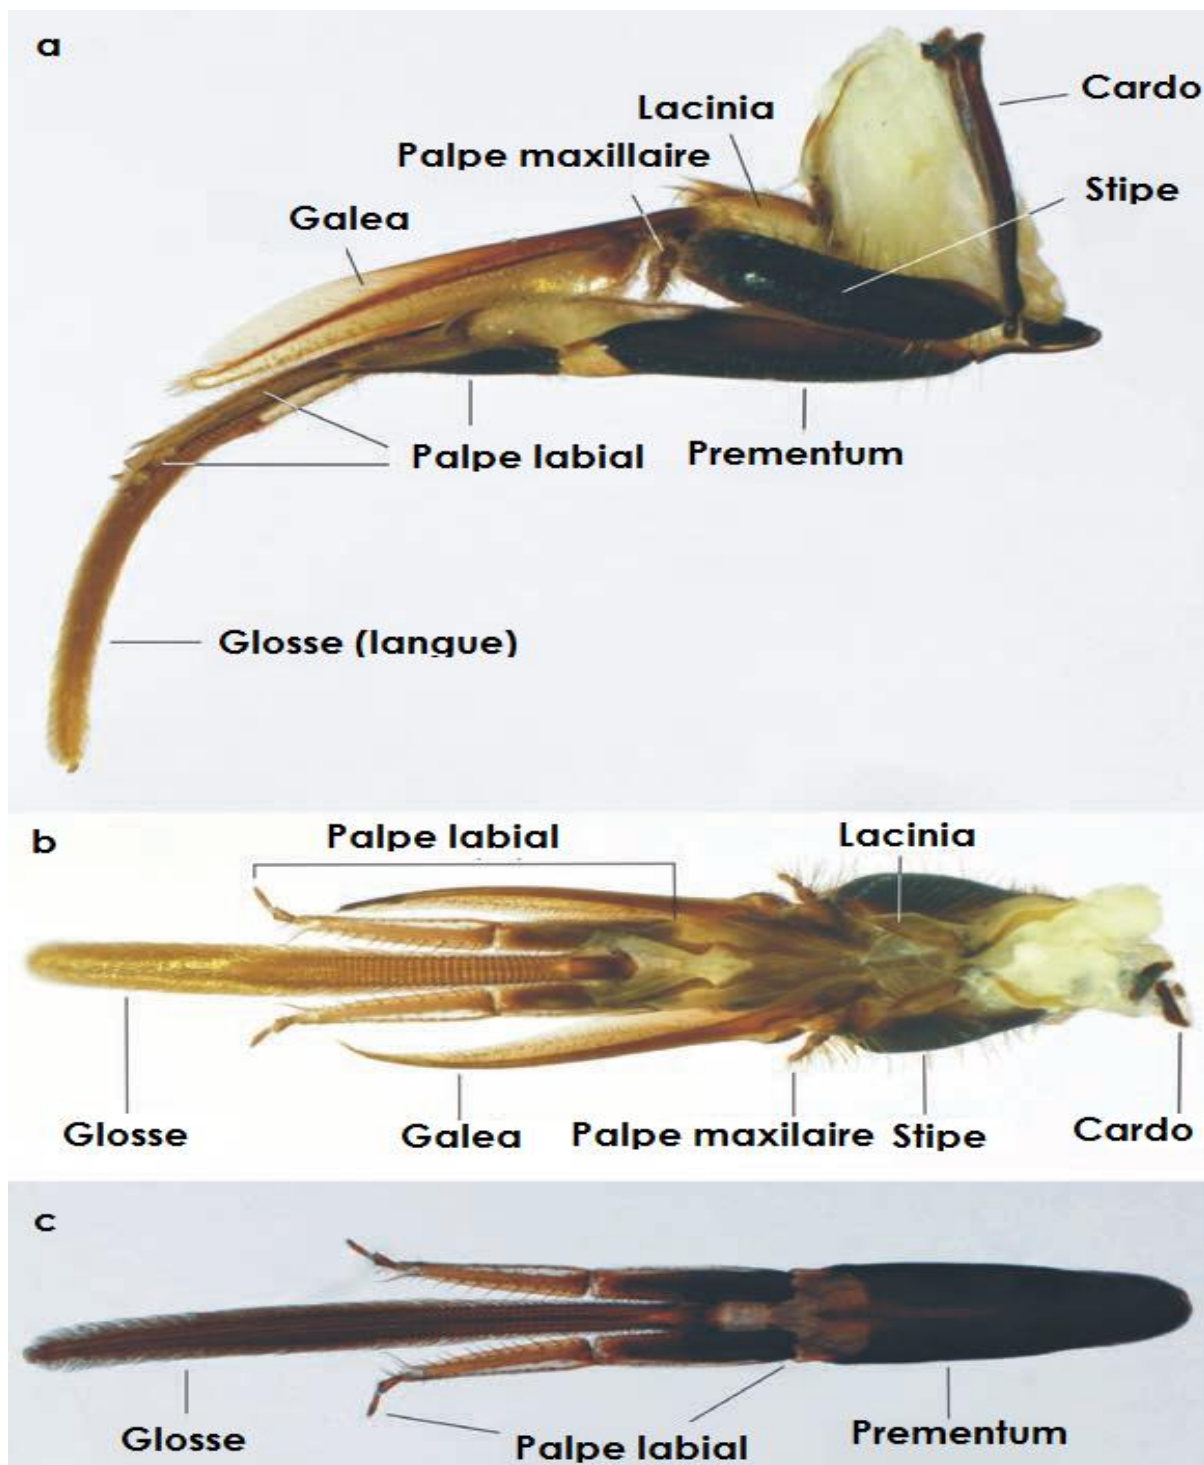 a
Cardo
Lacinia
Palpe maxillaire
Stipe
Galea
Palpe labial
Prementum
Glosse (langue)
b
Palpe labial
Lacinia
Glosse
Galea
Palpe maxilaire
Stipe
Cardo
c
Glosse
Palpe labial
Prementum